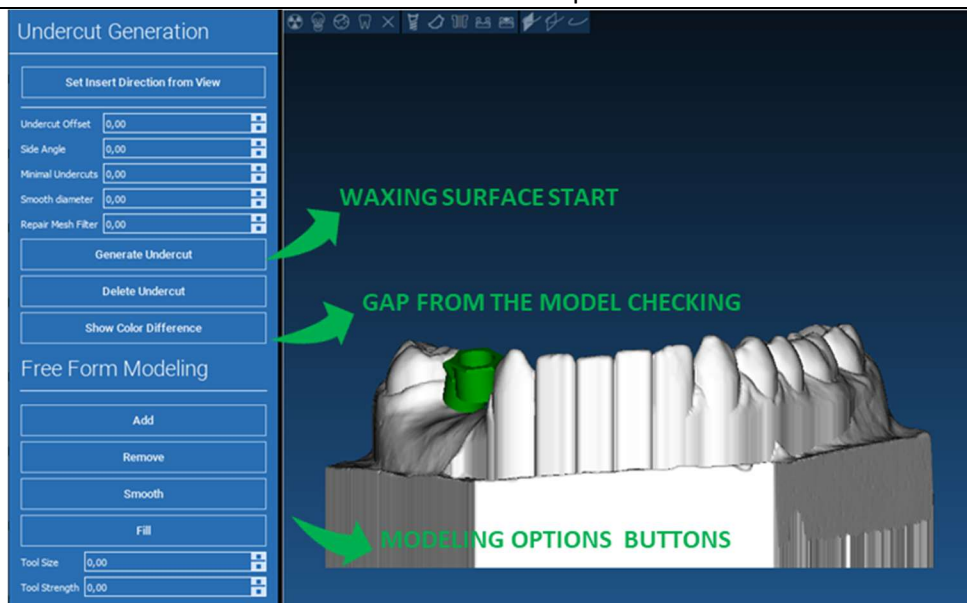 Undercut Generation
Set Insert Direction from View
Undercut Offset 0,00
Side Angle 0,00
Minimal Undercuts 0,00
Smooth diameter 0,00
Repair Mesh Filter 0,00
Generate Undercut
Delete Undercut
Show Color Difference
Free Form Modeling
Add
Remove
Smooth
Fill
Tool Size 0,00
Tool Strength 0,00
WAXING SURFACE START
GAP FROM THE MODEL CHECKING
MODELING OPTIONS BUTTONS